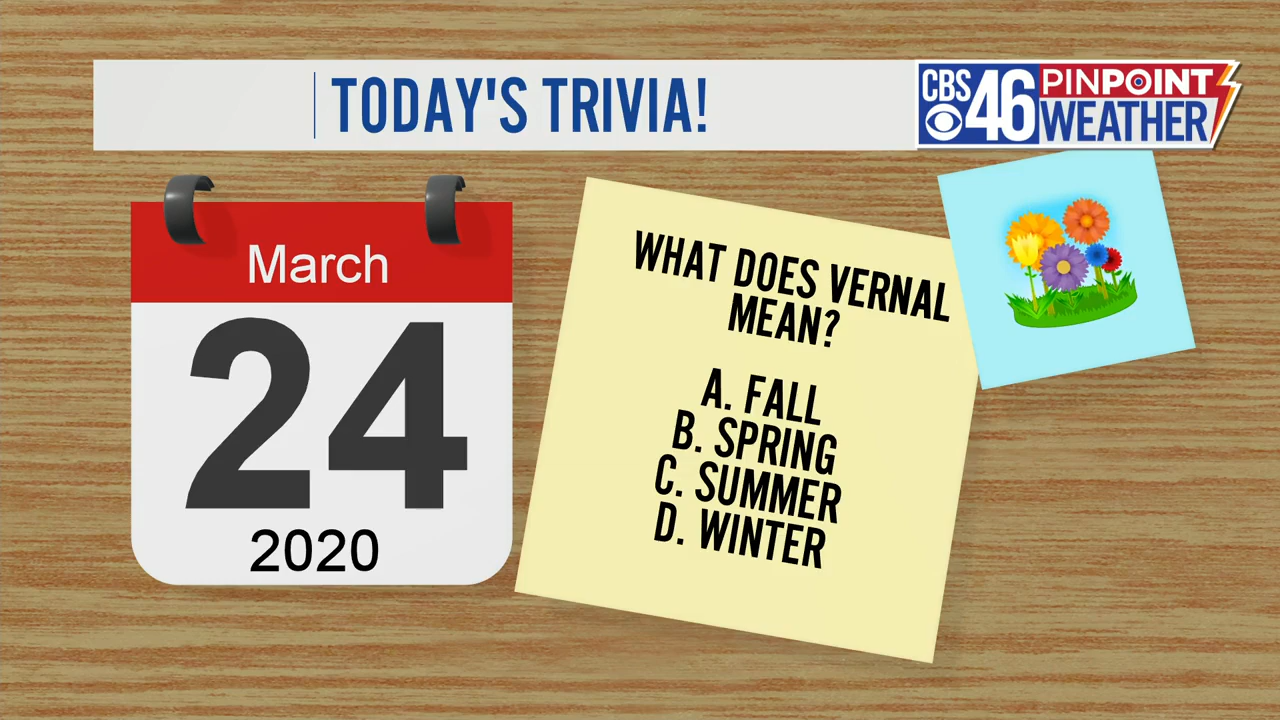 TODAY'S TRIVIA!
CBS 46 PINPOINT
WEATHER
March
24
2020
WHAT DOES VERNAL
MEAN?
A. FALL
B. SPRING
C. SUMMER
D. WINTER